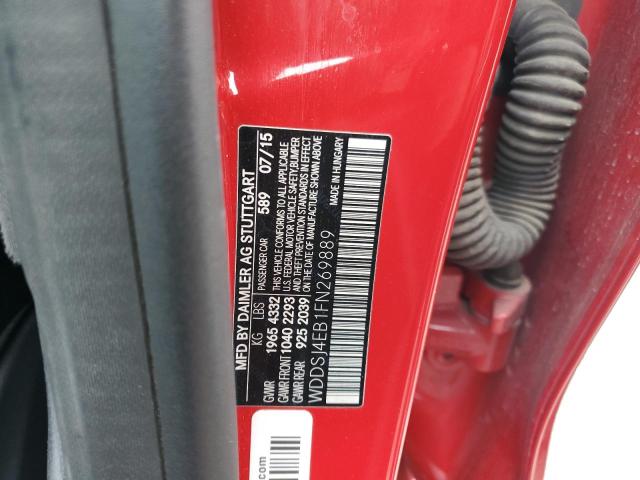 MFD BY DAIMLER AG STUTTGART
PASSENGER CAR 589 07/15
KG LBS
GVWR 1965 4332
GAWR FRONT 1040 2293
GAWR REAR 925 2039
THIS VEHICLE CONFORMS TO ALL APPLICABLE
U.S. FEDERAL MOTOR VEHICLE SAFETY, BUMPER
AND THEFT PREVENTION STANDARDS IN EFFECT
ON THE DATE OF MANUFACTURE SHOWN ABOVE
MADE IN HUNGARY
WDDSJ4EB1FN269889
.com